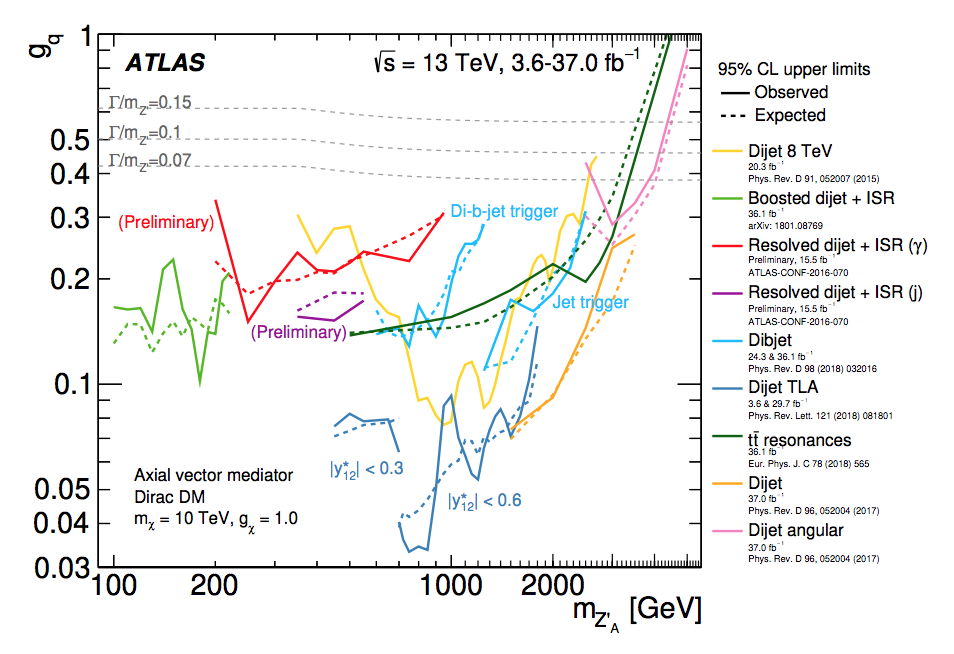 g_q
1
0.5
0.4
0.3
0.2
0.1
0.05
0.04
0.03
ATLAS
√s = 13 TeV, 3.6-37.0 fb⁻¹
Γ/m_Z'=0.15
Γ/m_Z'=0.1
Γ/m_Z'=0.07
(Preliminary)
Di-b-jet trigger
Jet trigger
(Preliminary)
|y*₁₂| < 0.3
|y*₁₂| < 0.6
Axial vector mediator
Dirac DM
m_χ = 10 TeV, g_χ = 1.0
100 200 1000 2000
m_Z'_A [GeV]
95% CL upper limits
Observed
Expected
Dijet 8 TeV
20.3 fb⁻¹
Phys. Rev. D 91, 052007 (2015)
Boosted dijet + ISR
36.1 fb⁻¹
arXiv: 1801.08769
Resolved dijet + ISR (γ)
Preliminary, 15.5 fb⁻¹
ATLAS-CONF-2016-070
Resolved dijet + ISR (j)
Preliminary, 15.5 fb⁻¹
ATLAS-CONF-2016-070
Dibjet
24.3 & 36.1 fb⁻¹
Phys. Rev. D 98 (2018) 032016
Dijet TLA
3.6 & 29.7 fb⁻¹
Phys. Rev. Lett. 121 (2018) 081801
tt̄ resonances
36.1 fb⁻¹
Eur. Phys. J. C 78 (2018) 565
Dijet
37.0 fb⁻¹
Phys. Rev. D 96, 052004 (2017)
Dijet angular
37.0 fb⁻¹
Phys. Rev. D 96, 052004 (2017)